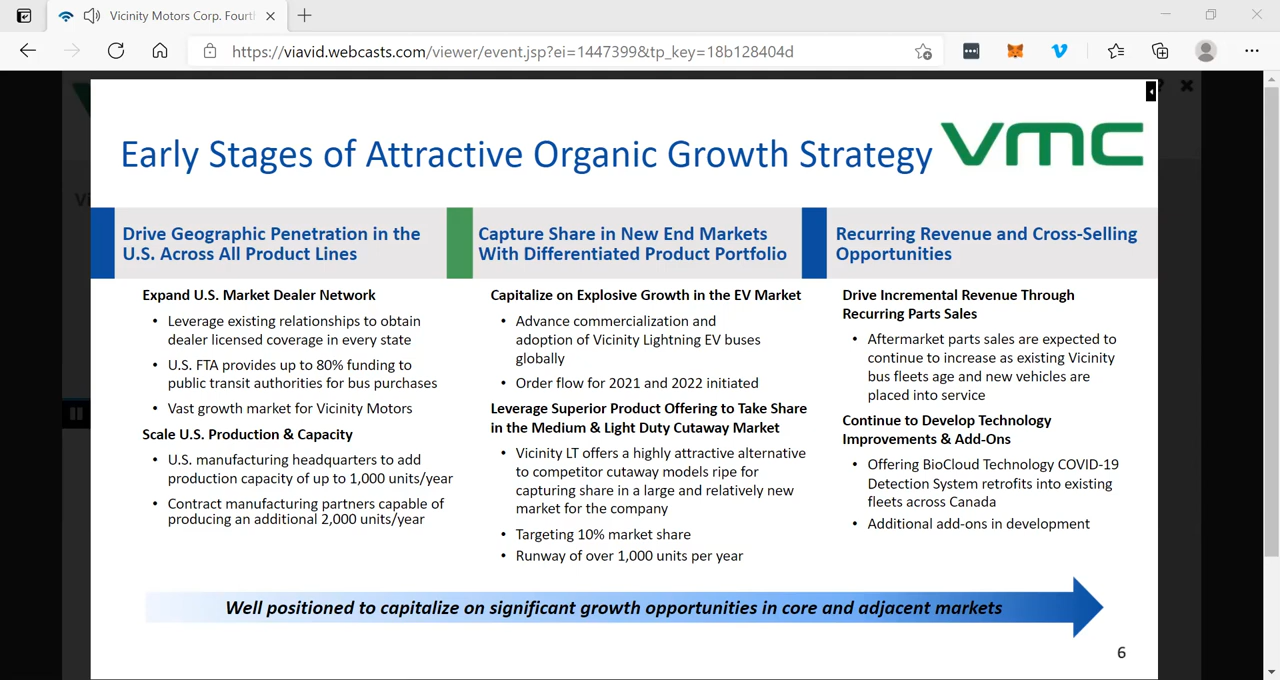 Vicinity Motors Corp. Fourt
https://viavid.webcasts.com/viewer/event.jsp?ei=1447399&tp_key=18b128404d
Early Stages of Attractive Organic Growth Strategy
vmc
Drive Geographic Penetration in the
U.S. Across All Product Lines
Expand U.S. Market Dealer Network
• Leverage existing relationships to obtain
dealer licensed coverage in every state
• U.S. FTA provides up to 80% funding to
public transit authorities for bus purchases
• Vast growth market for Vicinity Motors
Scale U.S. Production & Capacity
• U.S. manufacturing headquarters to add
production capacity of up to 1,000 units/year
• Contract manufacturing partners capable of
producing an additional 2,000 units/year
Capture Share in New End Markets
With Differentiated Product Portfolio
Capitalize on Explosive Growth in the EV Market
• Advance commercialization and
adoption of Vicinity Lightning EV buses
globally
• Order flow for 2021 and 2022 initiated
Leverage Superior Product Offering to Take Share
in the Medium & Light Duty Cutaway Market
• Vicinity LT offers a highly attractive alternative
to competitor cutaway models ripe for
capturing share in a large and relatively new
market for the company
• Targeting 10% market share
• Runway of over 1,000 units per year
Recurring Revenue and Cross-Selling
Opportunities
Drive Incremental Revenue Through
Recurring Parts Sales
• Aftermarket parts sales are expected to
continue to increase as existing Vicinity
bus fleets age and new vehicles are
placed into service
Continue to Develop Technology
Improvements & Add-Ons
• Offering BioCloud Technology COVID-19
Detection System retrofits into existing
fleets across Canada
• Additional add-ons in development
Well positioned to capitalize on significant growth opportunities in core and adjacent markets
6